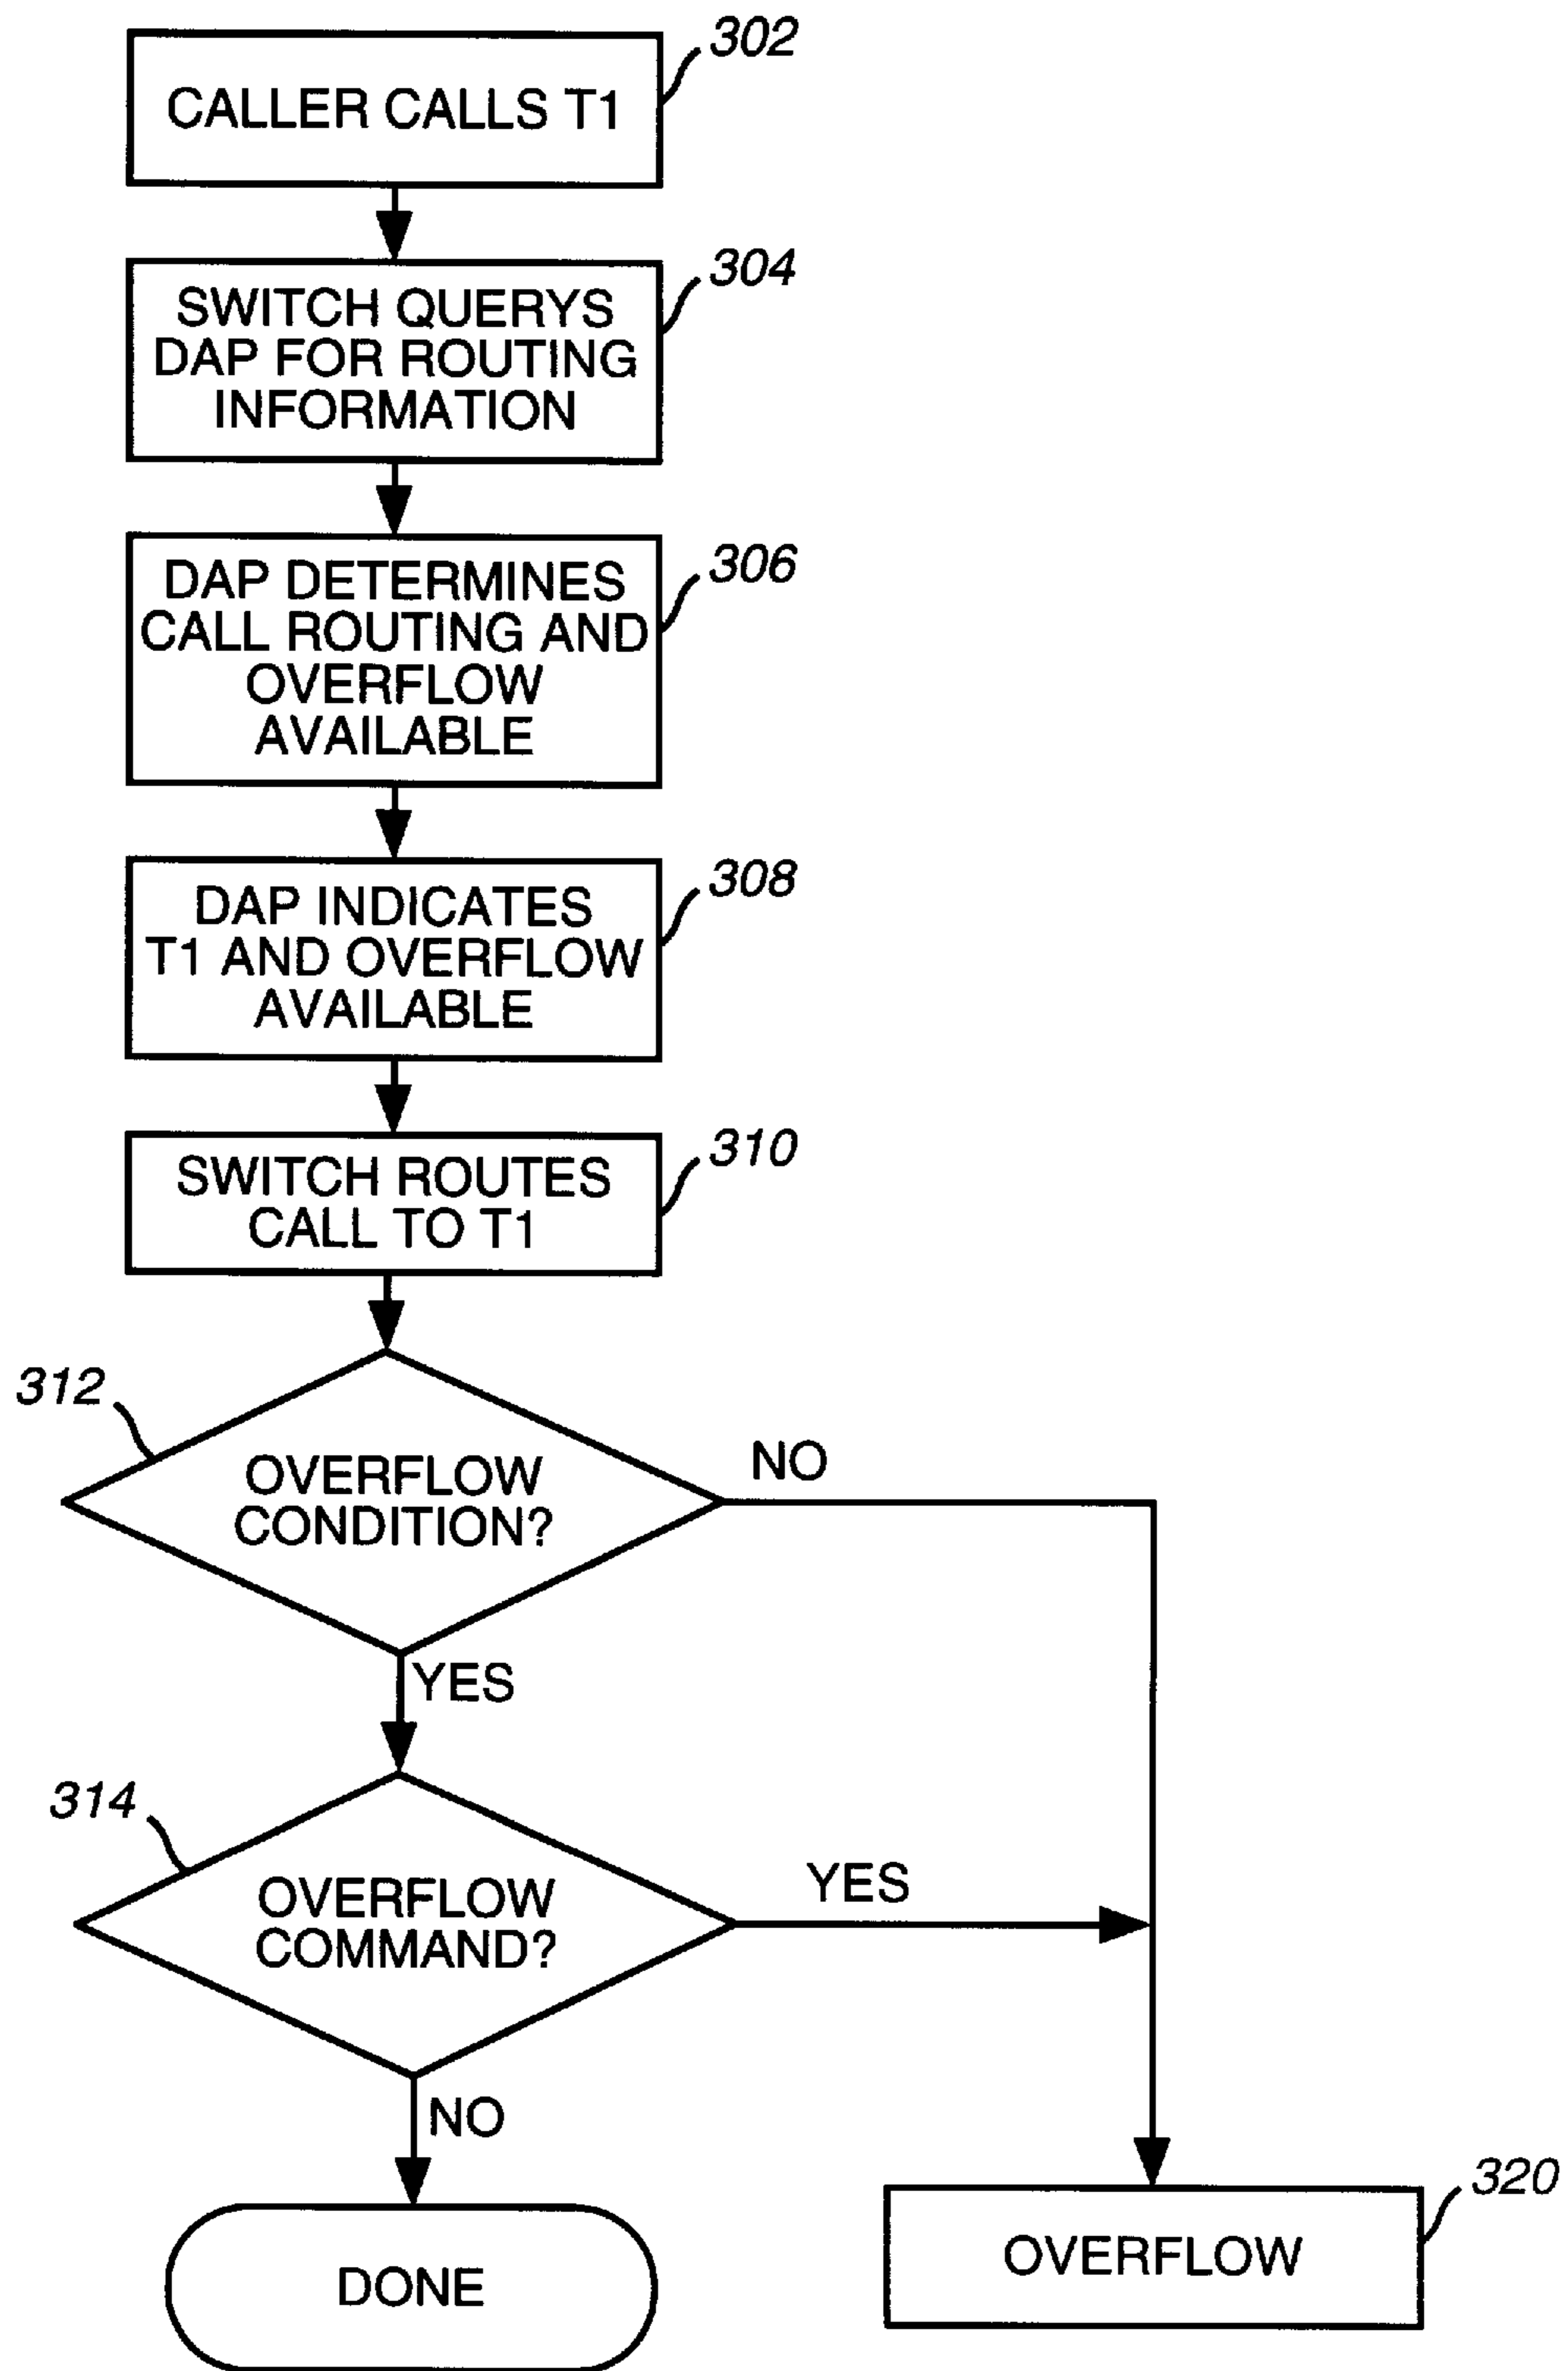 302
CALLER CALLS T1
304
SWITCH QUERYS
DAP FOR ROUTING
INFORMATION
306
DAP DETERMINES
CALL ROUTING AND
OVERFLOW
AVAILABLE
308
DAP INDICATES
T1 AND OVERFLOW
AVAILABLE
310
SWITCH ROUTES
CALL TO T1
312
OVERFLOW
CONDITION?
NO
YES
314
OVERFLOW
COMMAND?
YES
NO
DONE
320
OVERFLOW